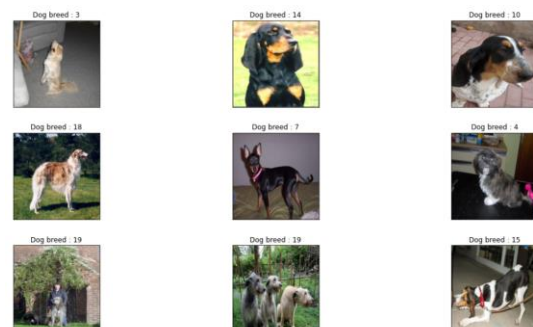 Dog breed : 3
Dog breed : 14
Dog breed : 10
Dog breed : 18
Dog breed : 7
Dog breed : 4
Dog breed : 19
Dog breed : 19
Dog breed : 15